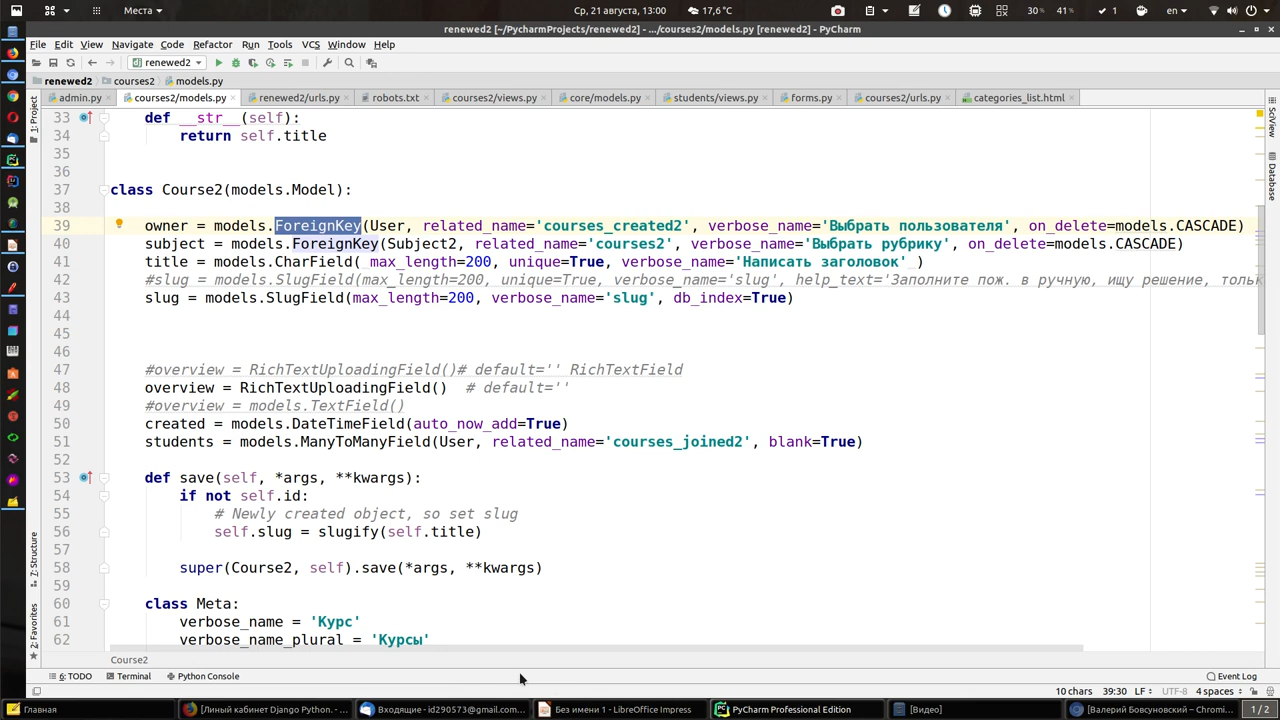 Места
Ср, 21 августа, 13:00
17,6°C
30%
41%
1
en
renewed2 [~/PycharmProjects/renewed2] - .../courses2/models.py [renewed2] - PyCharm
File Edit View Navigate Code Refactor Run Tools VCS Window Help
renewed2
renewed2 courses2 models.py
admin.py courses2/models.py renewed2/urls.py robots.txt courses2/views.py core/models.py students/views.py forms.py courses2/urls.py categories_list.html
1: Project
SciView
Database
7: Structure
2: Favorites
33 def __str__(self):
34 return self.title
35
36
37 class Course2(models.Model):
38
39 owner = models.ForeignKey(User, related_name='courses_created2', verbose_name='Выбрать пользователя', on_delete=models.CASCADE)
40 subject = models.ForeignKey(Subject2, related_name='courses2', verbose_name='Выбрать рубрику', on_delete=models.CASCADE)
41 title = models.CharField( max_length=200, unique=True, verbose_name='Написать заголовок' )
42 #slug = models.SlugField(max_length=200, unique=True, verbose_name='slug', help_text='Заполните пож. в ручную, ищу решение, тольк
43 slug = models.SlugField(max_length=200, verbose_name='slug', db_index=True)
44
45
46
47 #overview = RichTextUploadingField()# default='' RichTextField
48 overview = RichTextUploadingField()  # default=''
49 #overview = models.TextField()
50 created = models.DateTimeField(auto_now_add=True)
51 students = models.ManyToManyField(User, related_name='courses_joined2', blank=True)
52
53 def save(self, *args, **kwargs):
54 if not self.id:
55 # Newly created object, so set slug
56 self.slug = slugify(self.title)
57
58 super(Course2, self).save(*args, **kwargs)
59
60 class Meta:
61 verbose_name = 'Курс'
62 verbose_name_plural = 'Курсы'
Course2
6: TODO Terminal Python Console Event Log
10 chars 39:30 LF UTF-8 4 spaces
Главная [Личный кабинет Django Python. -... Входящие - id290573@gmail.com... Без имени 1 - LibreOffice Impress PyCharm Professional Edition [Видео] [Валерий Бовсуновский – Chromi... 1 / 2